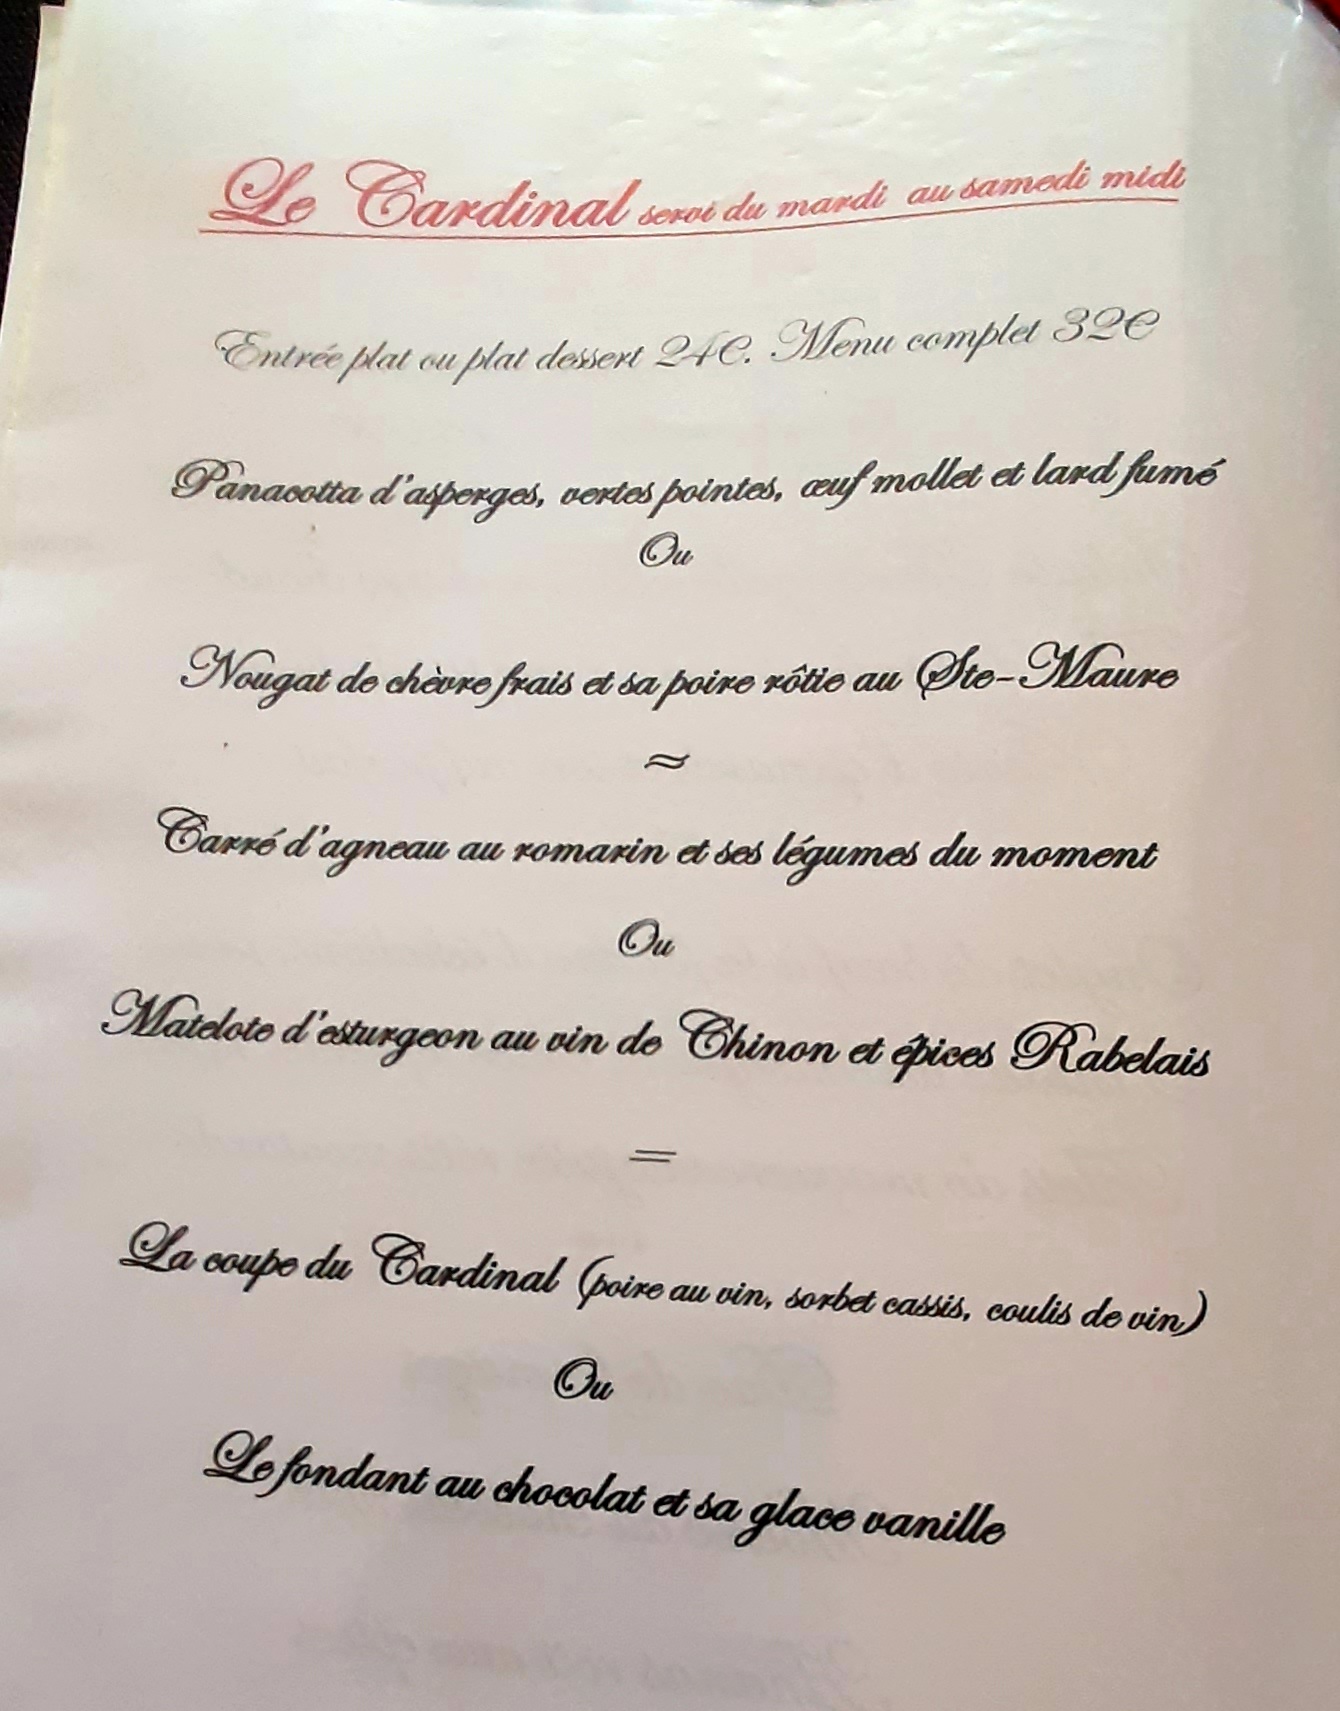 Le Cardinal servi du mardi au samedi midi
Entrée plat ou plat dessert 24€. Menu complet 32€
Panacotta d'asperges, vertes pointes, œuf mollet et lard fumé
Ou
Nougat de chèvre frais et sa poire rôtie au Ste-Maure
≈
Carré d'agneau au romarin et ses légumes du moment
Ou
Matelote d'esturgeon au vin de Chinon et épices Rabelais
=
La coupe du Cardinal (poire au vin, sorbet cassis, coulis de vin)
Ou
Le fondant au chocolat et sa glace vanille